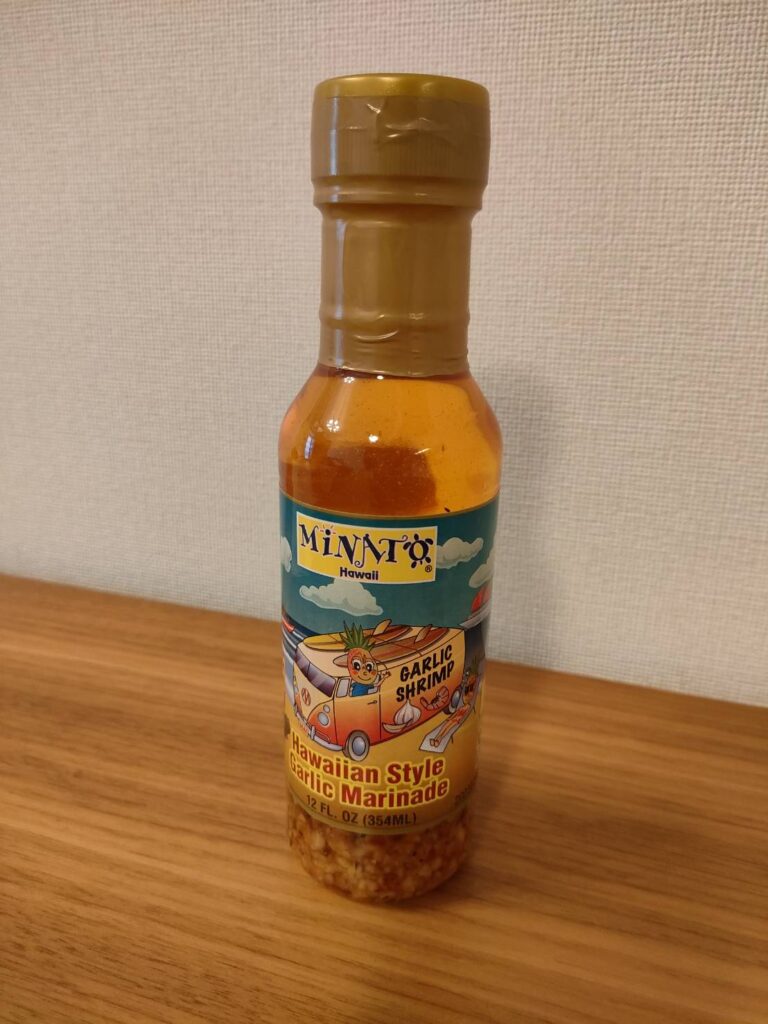 MiNATO
Hawaii
®
GARLIC
SHRIMP
Hawaiian Style
Garlic Marinade
12 FL. OZ (354ML)